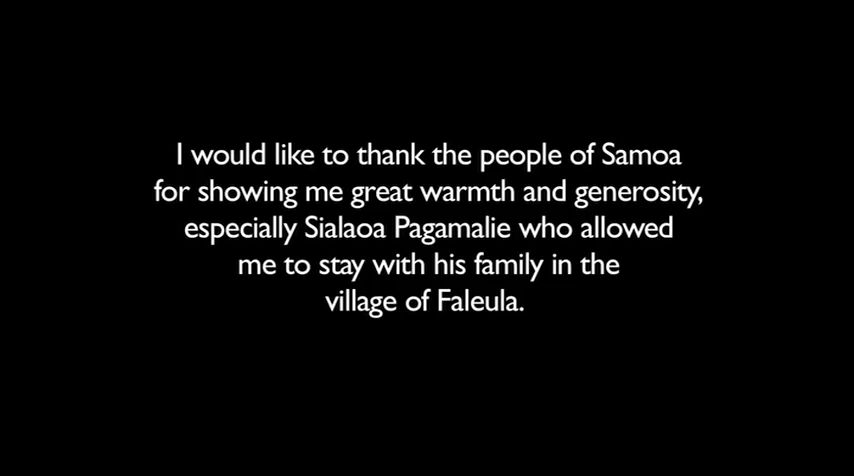 I would like to thank the people of Samoa
for showing me great warmth and generosity,
especially Sialaoa Pagamalie who allowed
me to stay with his family in the
village of Faleula.